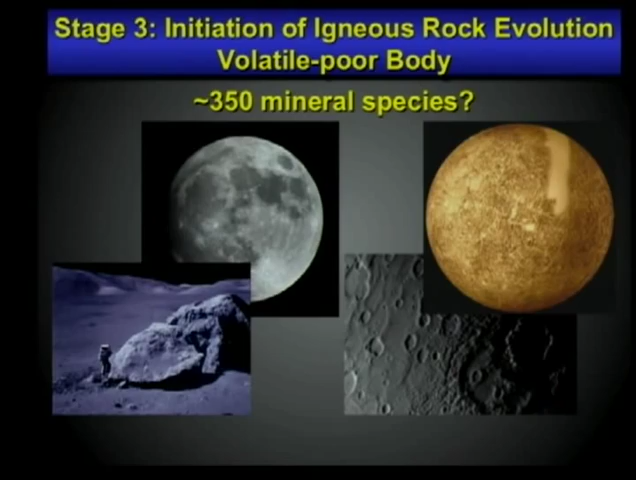 Stage 3: Initiation of Igneous Rock Evolution
Volatile-poor Body
~350 mineral species?